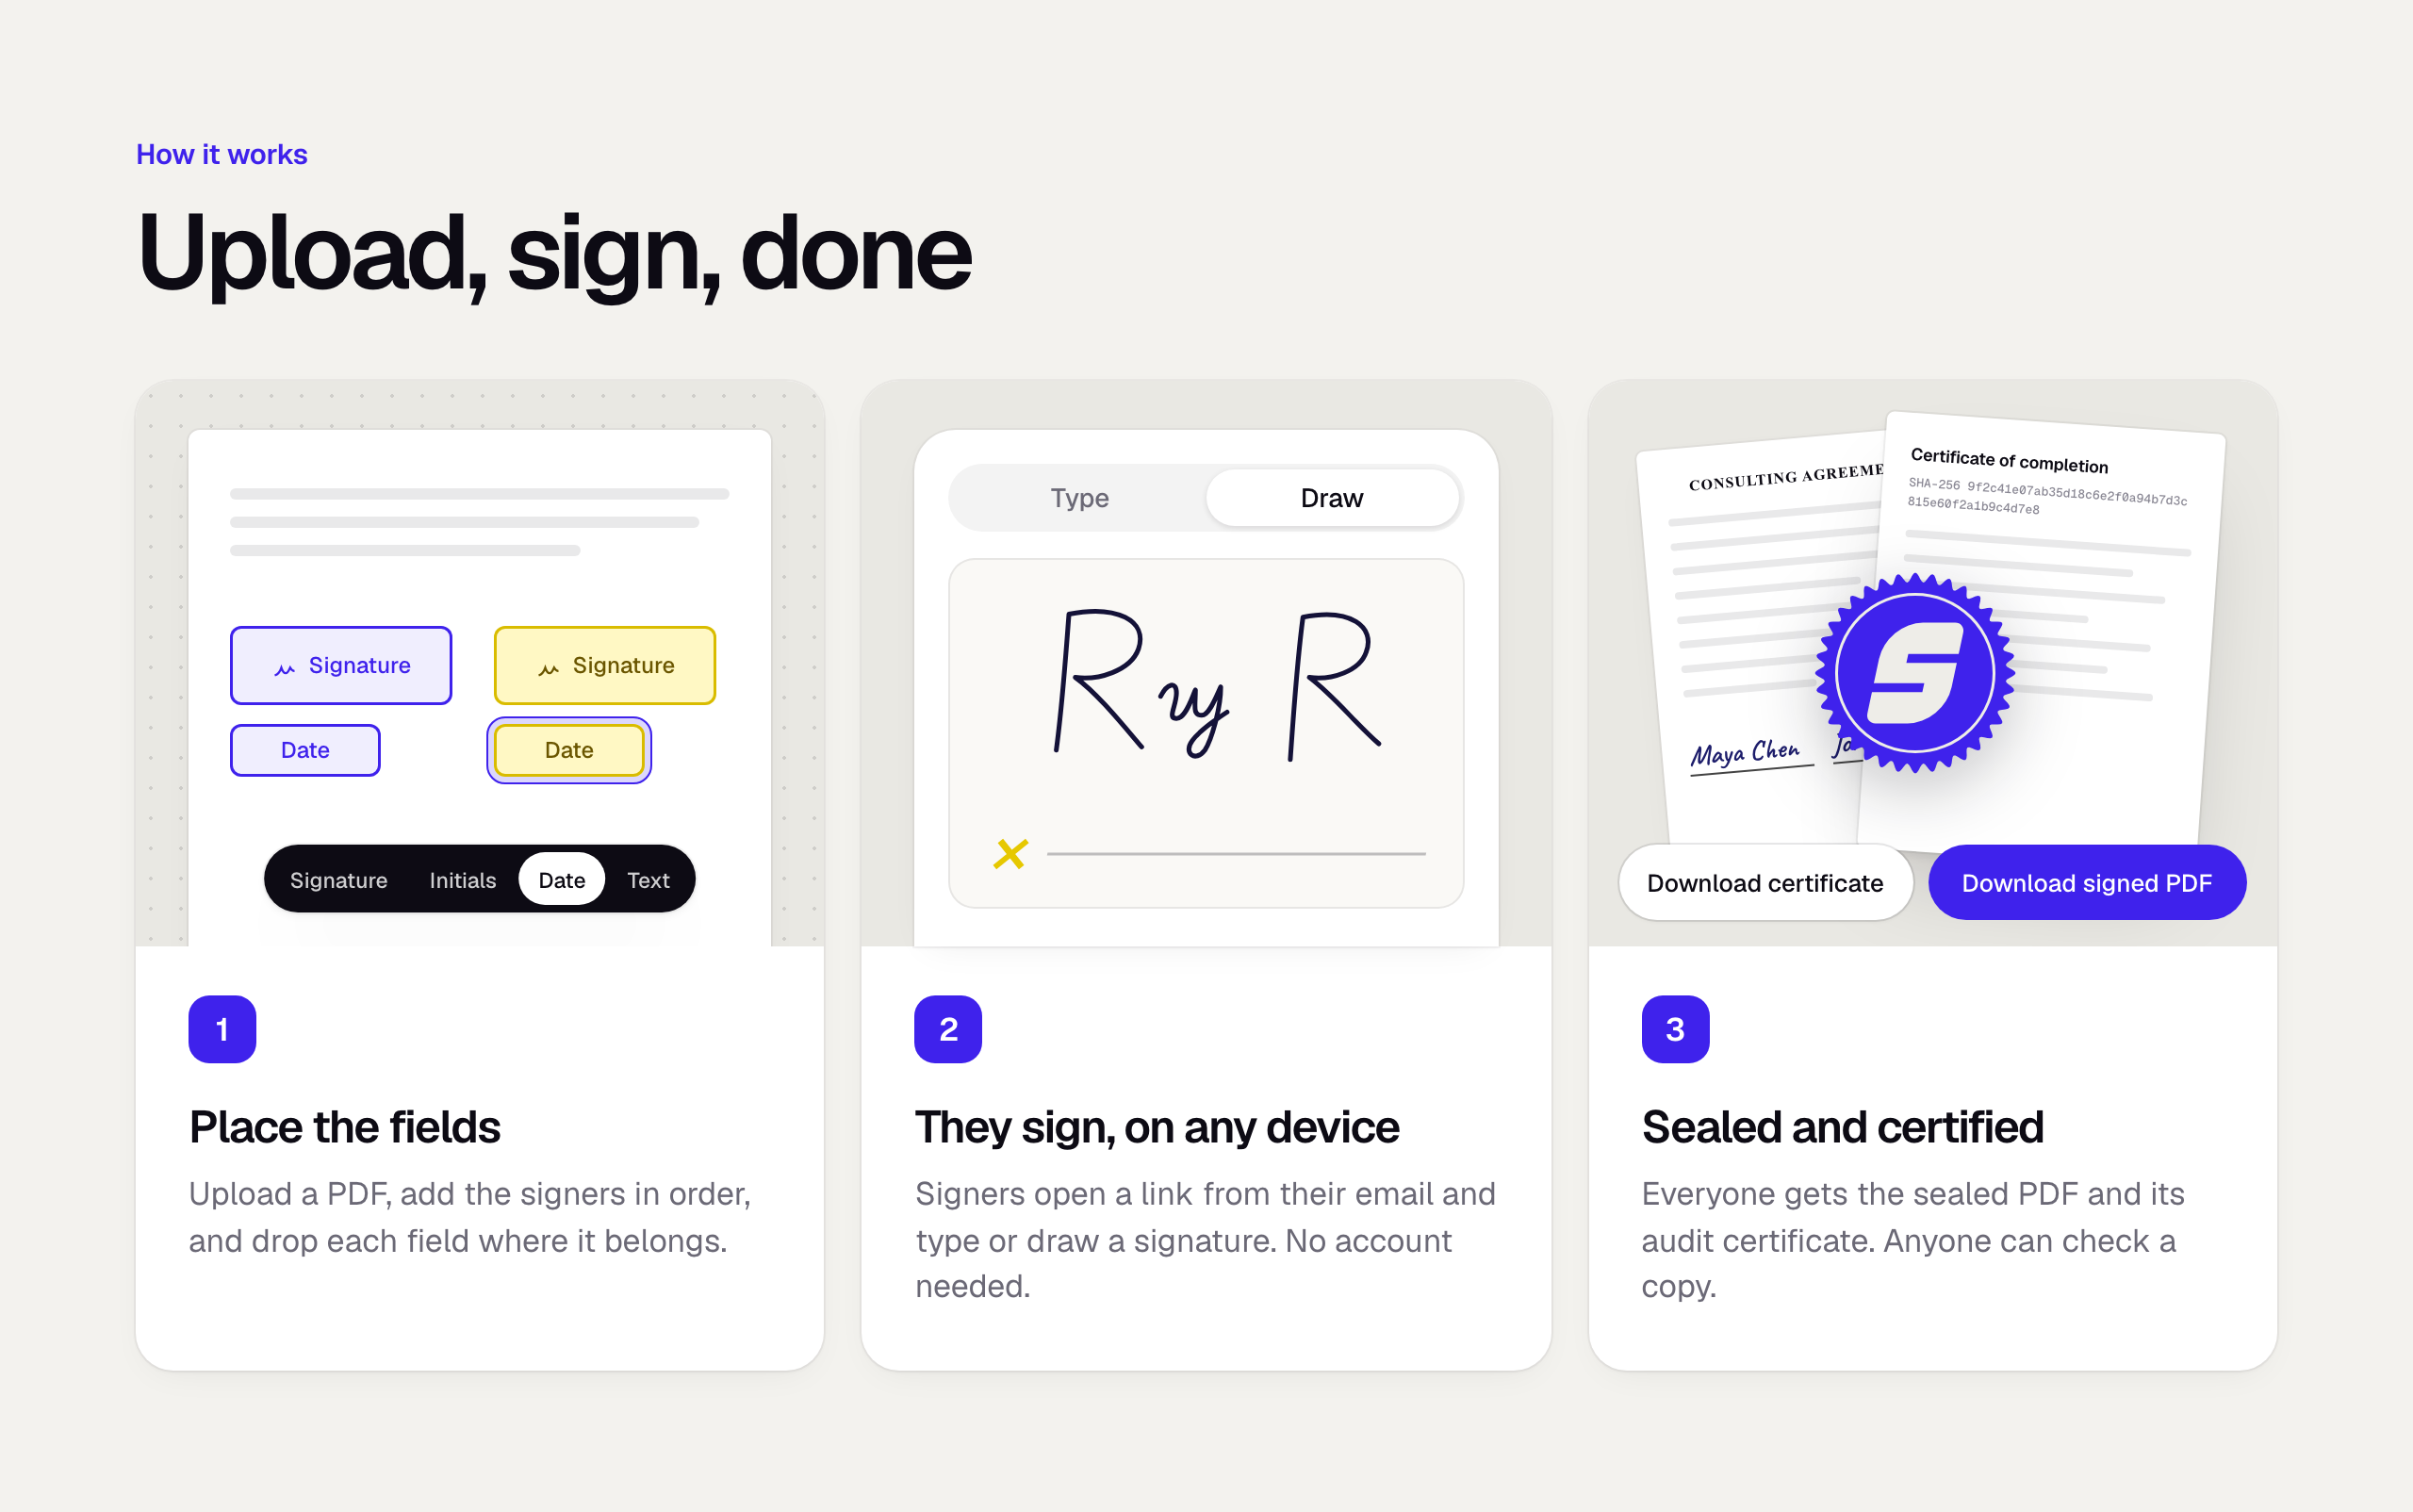 How it works
Upload, sign, done
Signature
Signature
Date
Date
Signature Initials Date Text
1
Place the fields
Upload a PDF, add the signers in order,
and drop each field where it belongs.
Type Draw
Ry R
2
They sign, on any device
Signers open a link from their email and
type or draw a signature. No account
needed.
CONSULTING AGREEME
Certificate of completion
SHA-256 9f2c41e07ab35d18c6e2f0a94b7d3c
815e60f2a1b9c4d7e8
Maya Chen
Download certificate
Download signed PDF
3
Sealed and certified
Everyone gets the sealed PDF and its
audit certificate. Anyone can check a
copy.